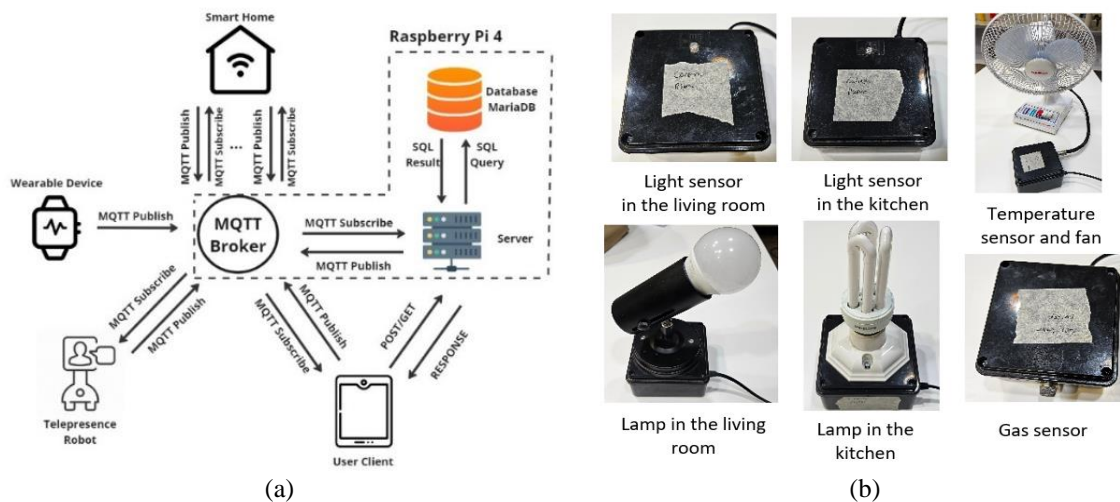 Smart Home
Raspberry Pi 4
Database
MariaDB
MQTT Publish
MQTT Subscribe
...
MQTT Publish
MQTT Subscribe
SQL
Result
SQL
Query
Wearable Device
MQTT Publish
MQTT
Broker
MQTT Subscribe
MQTT Publish
Server
MQTT Subscribe
MQTT Publish
MQTT Subscribe
MQTT Publish
POST/GET
RESPONSE
Telepresence
Robot
User Client
(a)
Light sensor
in the living room
Light sensor
in the kitchen
Temperature
sensor and fan
Lamp in the living
room
Lamp in the
kitchen
Gas sensor
(b)